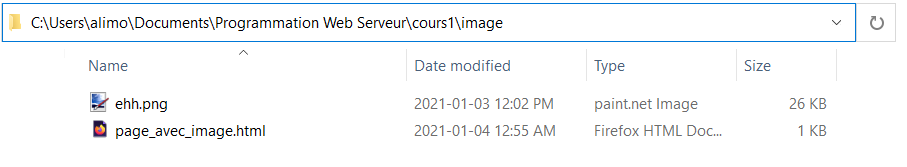 C:\Users\alimo\Documents\Programmation Web Serveur\cours1\image
Name Date modified Type Size
ehh.png 2021-01-03 12:02 PM paint.net Image 26 KB
page_avec_image.html 2021-01-04 12:55 AM Firefox HTML Doc... 1 KB